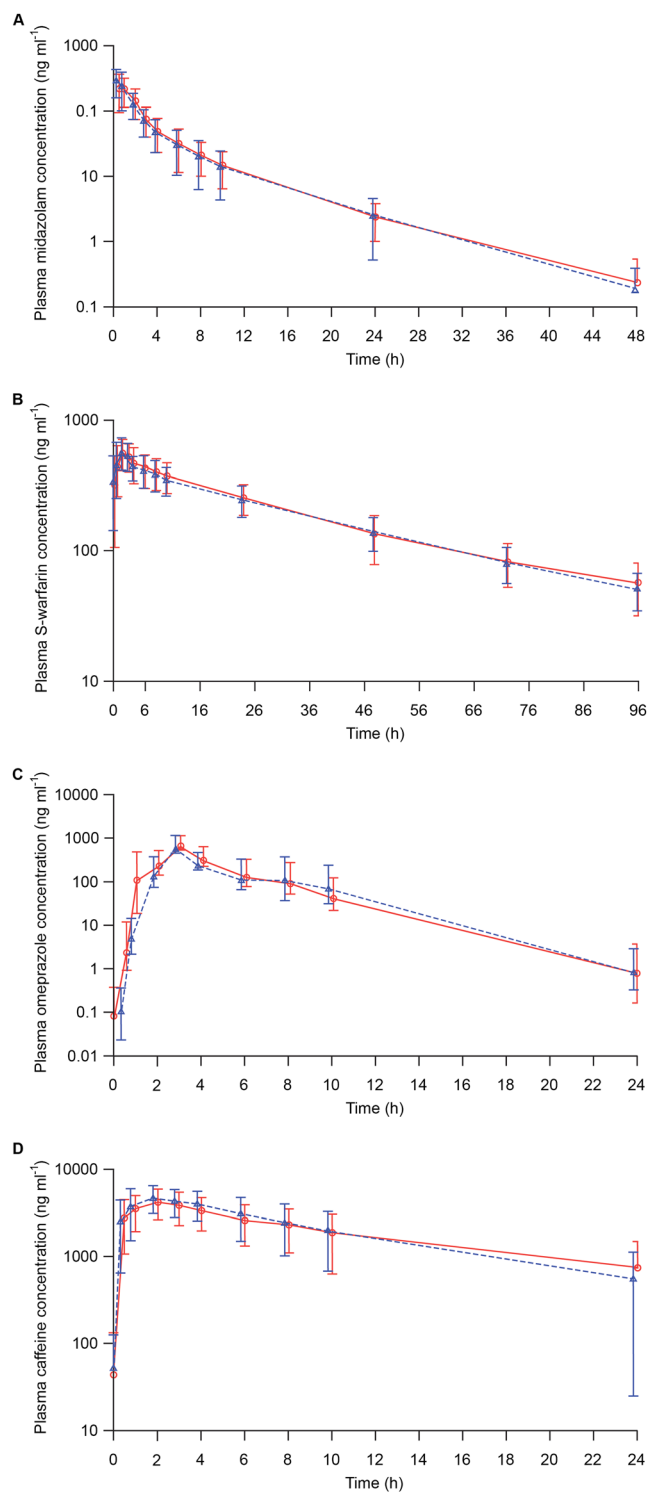 A
Plasma midazolam concentration (ng ml-1)
1000
0.1
10
1
0.1
0 4 8 12 16 20 24 28 32 36 40 44 48
Time (h)
B
Plasma S-warfarin concentration (ng ml-1)
1000
100
10
0 6 16 26 36 46 56 66 76 86 96
Time (h)
C
Plasma omeprazole concentration (ng ml-1)
10000
1000
100
10
1
0.1
0.01
0 2 4 6 8 10 12 14 16 18 20 22 24
Time (h)
D
Plasma caffeine concentration (ng ml-1)
10000
1000
100
10
0 2 4 6 8 10 12 14 16 18 20 22 24
Time (h)